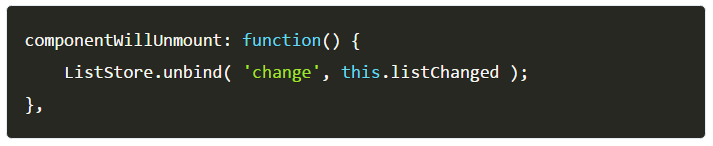 componentWillUnmount: function() {
    ListStore.unbind( 'change', this.listChanged );
},